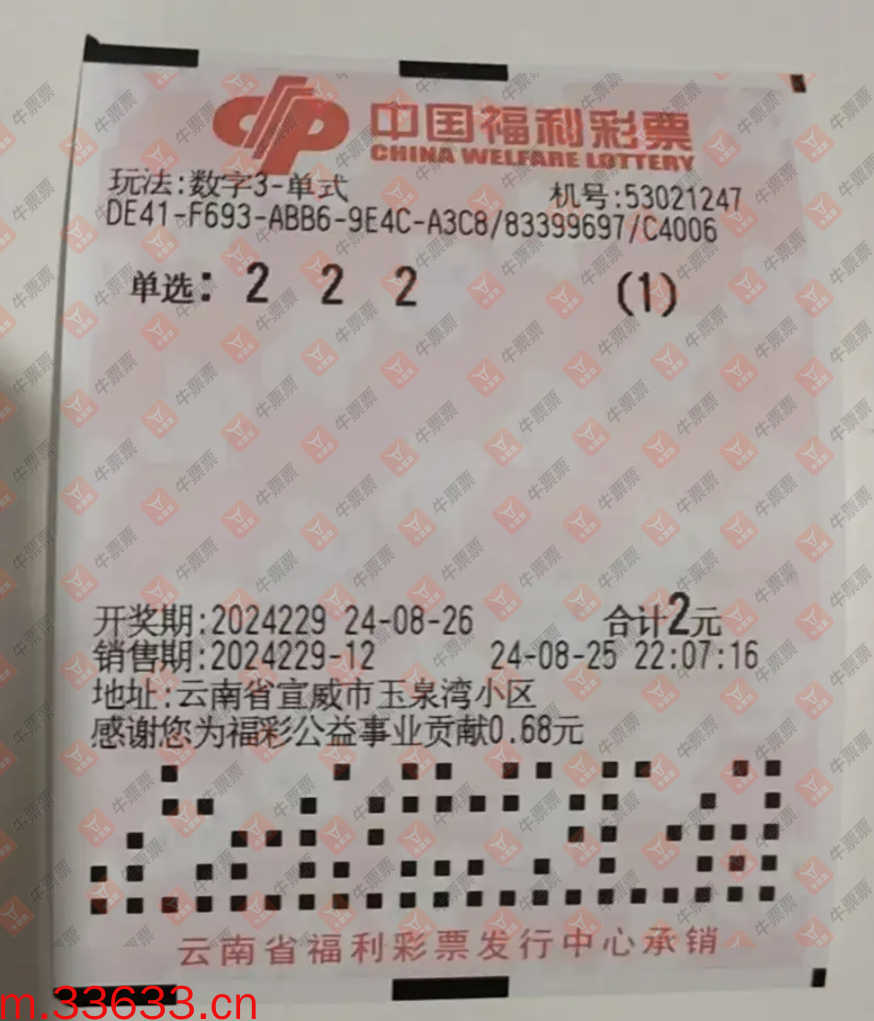 中国福利彩票
CHINA WELFARE LOTTERY
玩法:数字3-单式 机号:53021247
DE41-F693-ABB6-9E4C-A3C8/83399697/C4006
单选: 2 2 2 (1)
开奖期:2024229 24-08-26 合计2元
销售期:2024229-12 24-08-25 22:07:16
地址:云南省宣威市玉泉湾小区
感谢您为福彩公益事业贡献0.68元
云南省福利彩票发行中心承销
m.33633.cn
牛票票